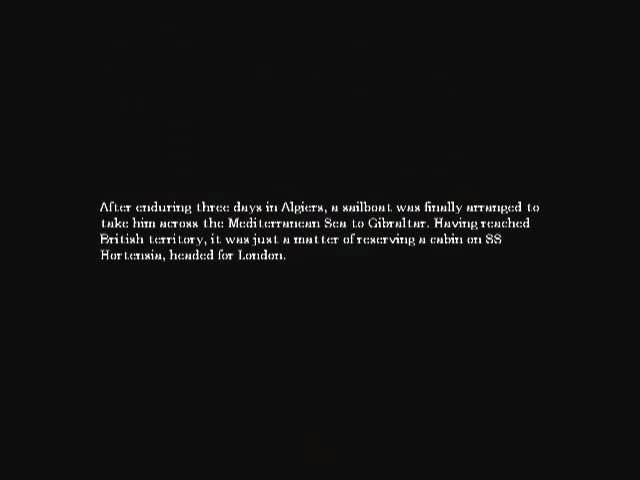 After enduring three days in Algiers, a sailboat was finally arranged to
take him across the Mediterranean Sea to Gibraltar. Having reached
British territory, it was just a matter of reserving a cabin on SS
Hortensia, headed for London.